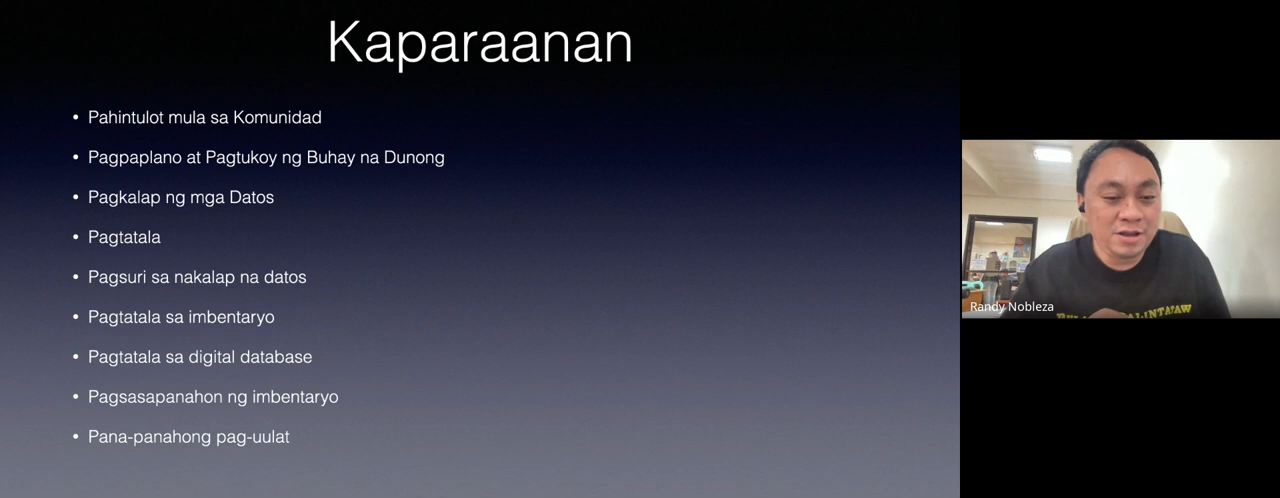 Kaparaanan
• Pahintulot mula sa Komunidad
• Pagpaplano at Pagtukoy ng Buhay na Dunong
• Pagkalap ng mga Datos
• Pagtatala
• Pagsuri sa nakalap na datos
• Pagtatala sa imbentaryo
• Pagtatala sa digital database
• Pagsasapanahon ng imbentaryo
• Pana-panahong pag-uulat
Randy Nobleza